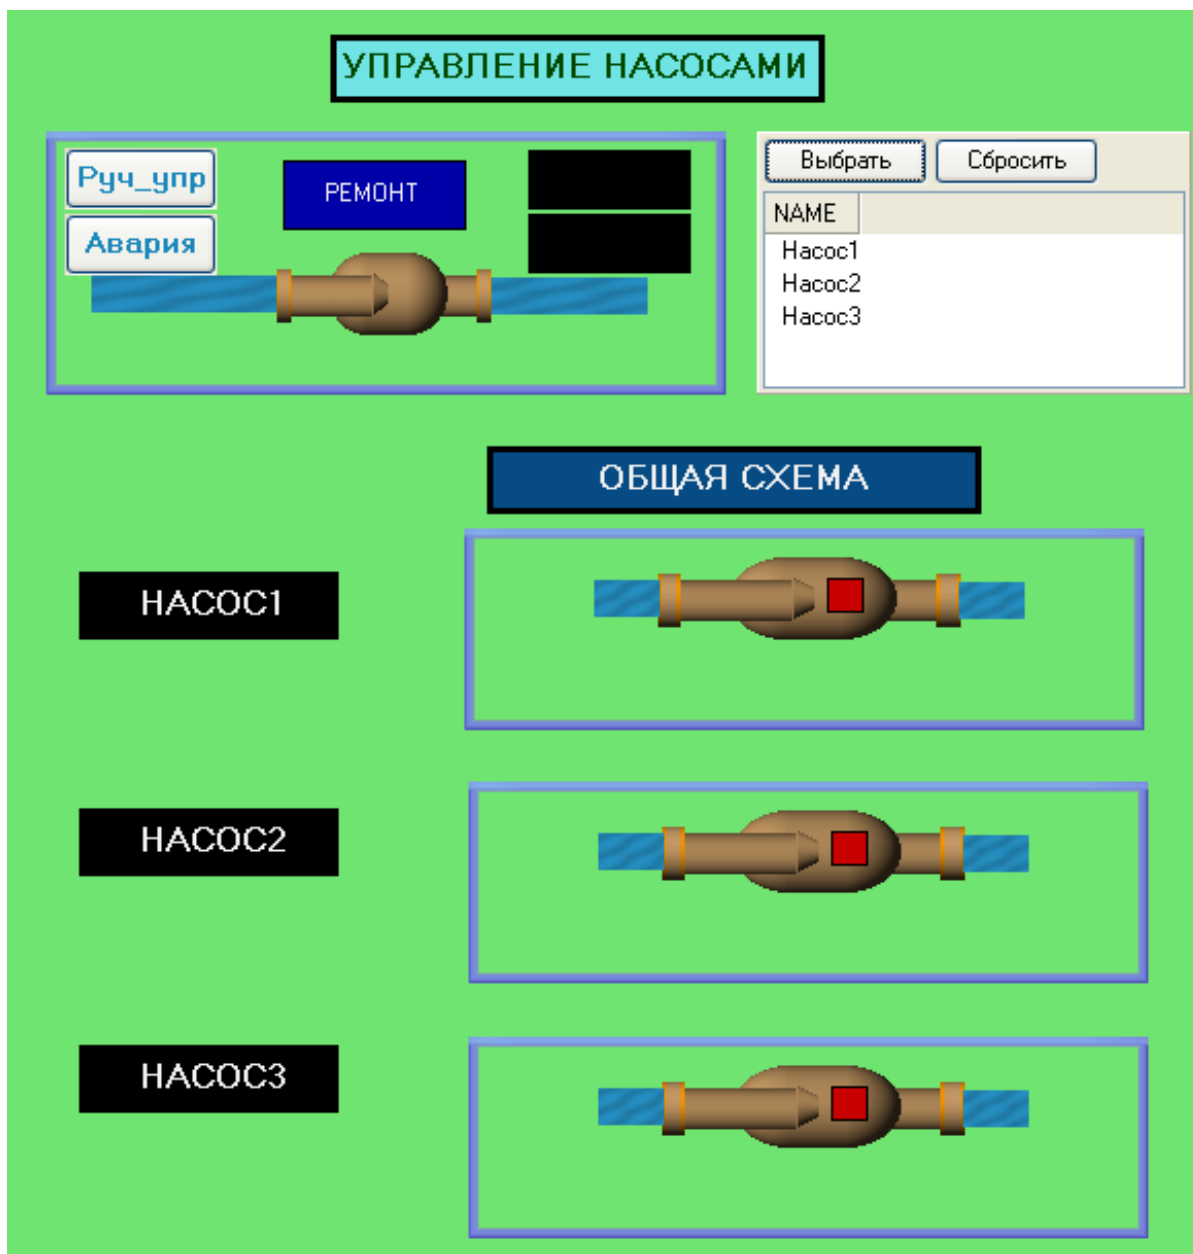 УПРАВЛЕНИЕ НАСОСАМИ
Руч_упр
Авария
РЕМОНТ
Выбрать
Сбросить
NAME
Насос1
Насос2
Насос3
ОБЩАЯ СХЕМА
НАСОС1
НАСОС2
НАСОС3